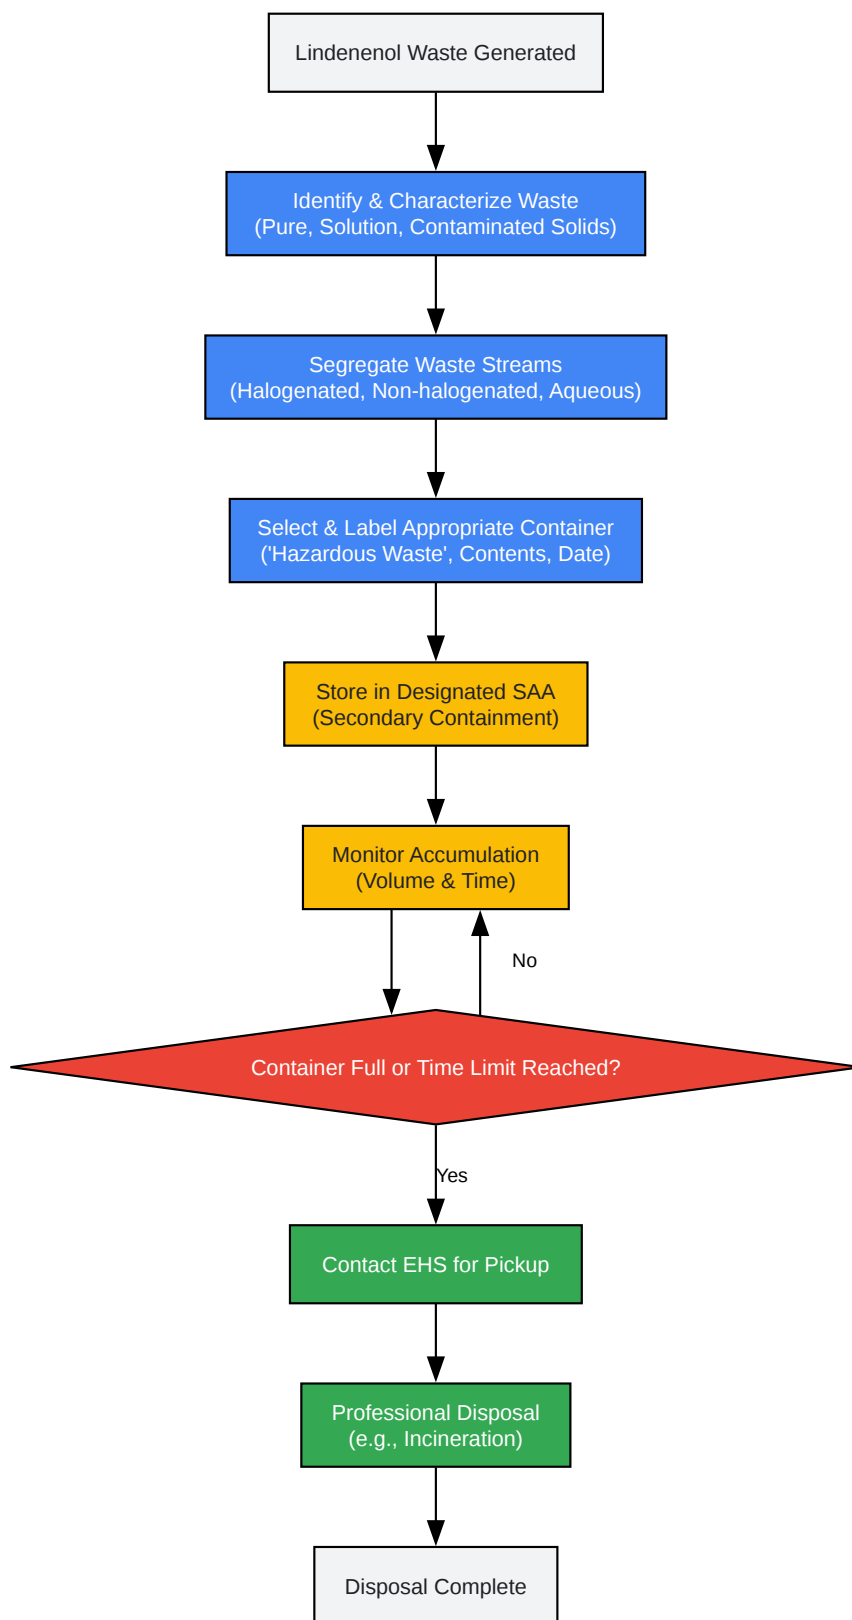 Lindenenol Waste Generated
Identify & Characterize Waste
(Pure, Solution, Contaminated Solids)
Segregate Waste Streams
(Halogenated, Non-halogenated, Aqueous)
Select & Label Appropriate Container
('Hazardous Waste', Contents, Date)
Store in Designated SAA
(Secondary Containment)
Monitor Accumulation
(Volume & Time)
No
Container Full or Time Limit Reached?
Yes
Contact EHS for Pickup
Professional Disposal
(e.g., Incineration)
Disposal Complete